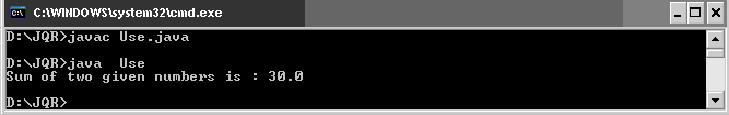 C:\WINDOWS\system32\cmd.exe
D:\JQR>javac Use.java
D:\JQR>java  Use
Sum of two given numbers is : 30.0
D:\JQR>